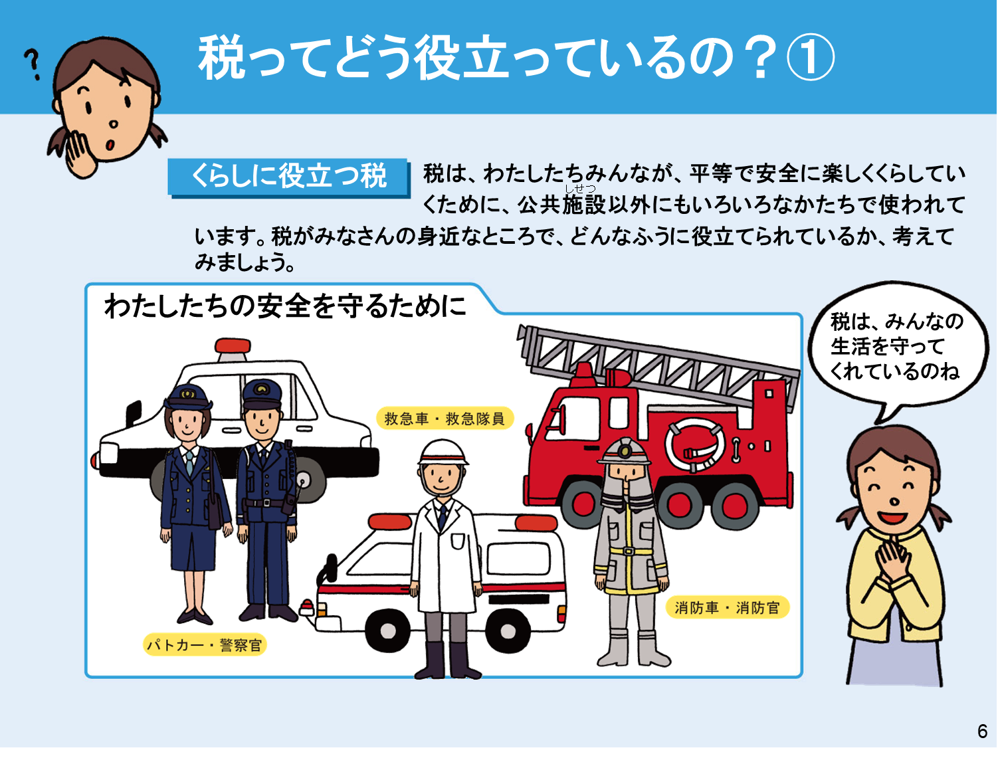 ?
税ってどう役立っているの？①
くらしに役立つ税
税は、わたしたちみんなが、平等で安全に楽しくくらしてい
しせつ
くために、公共施設以外にもいろいろなかたちで使われて
います。税がみなさんの身近なところで、どんなふうに役立てられているか、考えて
みましょう。
わたしたちの安全を守るために
税は、みんなの
生活を守って
くれているのね
救急車・救急隊員
消防車・消防官
パトカー・警察官
6